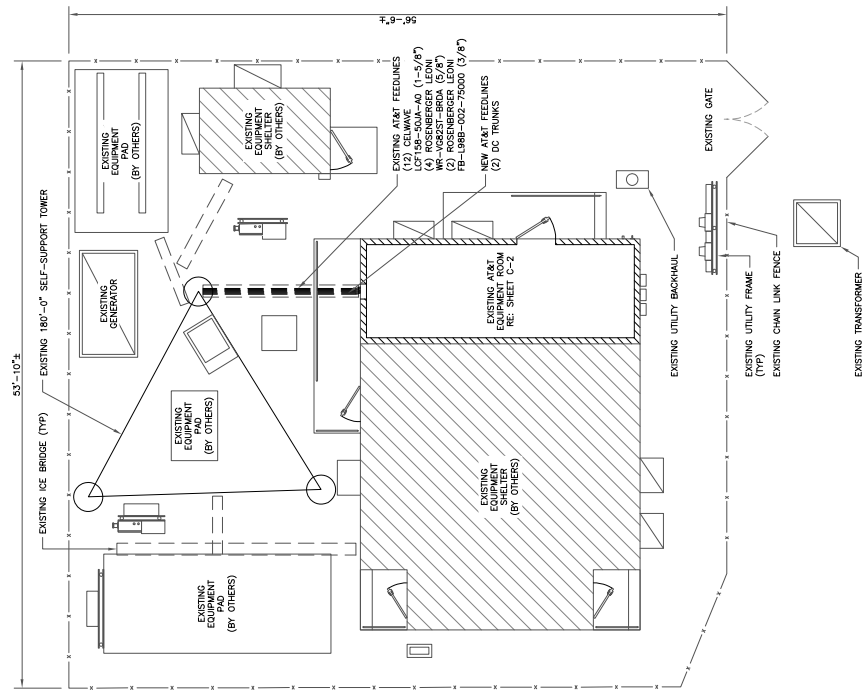 53'-10"±
56'-6"±
EXISTING ICE BRIDGE (TYP)
EXISTING 180'-0" SELF-SUPPORT TOWER
EXISTING
EQUIPMENT
PAD
(BY OTHERS)
EXISTING
GENERATOR
EXISTING
EQUIPMENT
PAD
(BY OTHERS)
EXISTING
EQUIPMENT
SHELTER
(BY OTHERS)
EXISTING
EQUIPMENT
PAD
(BY OTHERS)
EXISTING AT&T FEEDLINES
(12) CELWAVE
LCF158-50JA-A0 (1-5/8")
(4) ROSENBERGER LEONI
WR-VG82ST-BRDA (5/8")
(2) ROSENBERGER LEONI
FB-L98B-002-75000 (3/8")
NEW AT&T FEEDLINES
(2) DC TRUNKS
EXISTING
EQUIPMENT
SHELTER
(BY OTHERS)
EXISTING AT&T
EQUIPMENT ROOM
RE: SHEET C-2
EXISTING UTILITY BACKHAUL
EXISTING GATE
EXISTING UTILITY FRAME
(TYP)
EXISTING CHAIN LINK FENCE
EXISTING TRANSFORMER